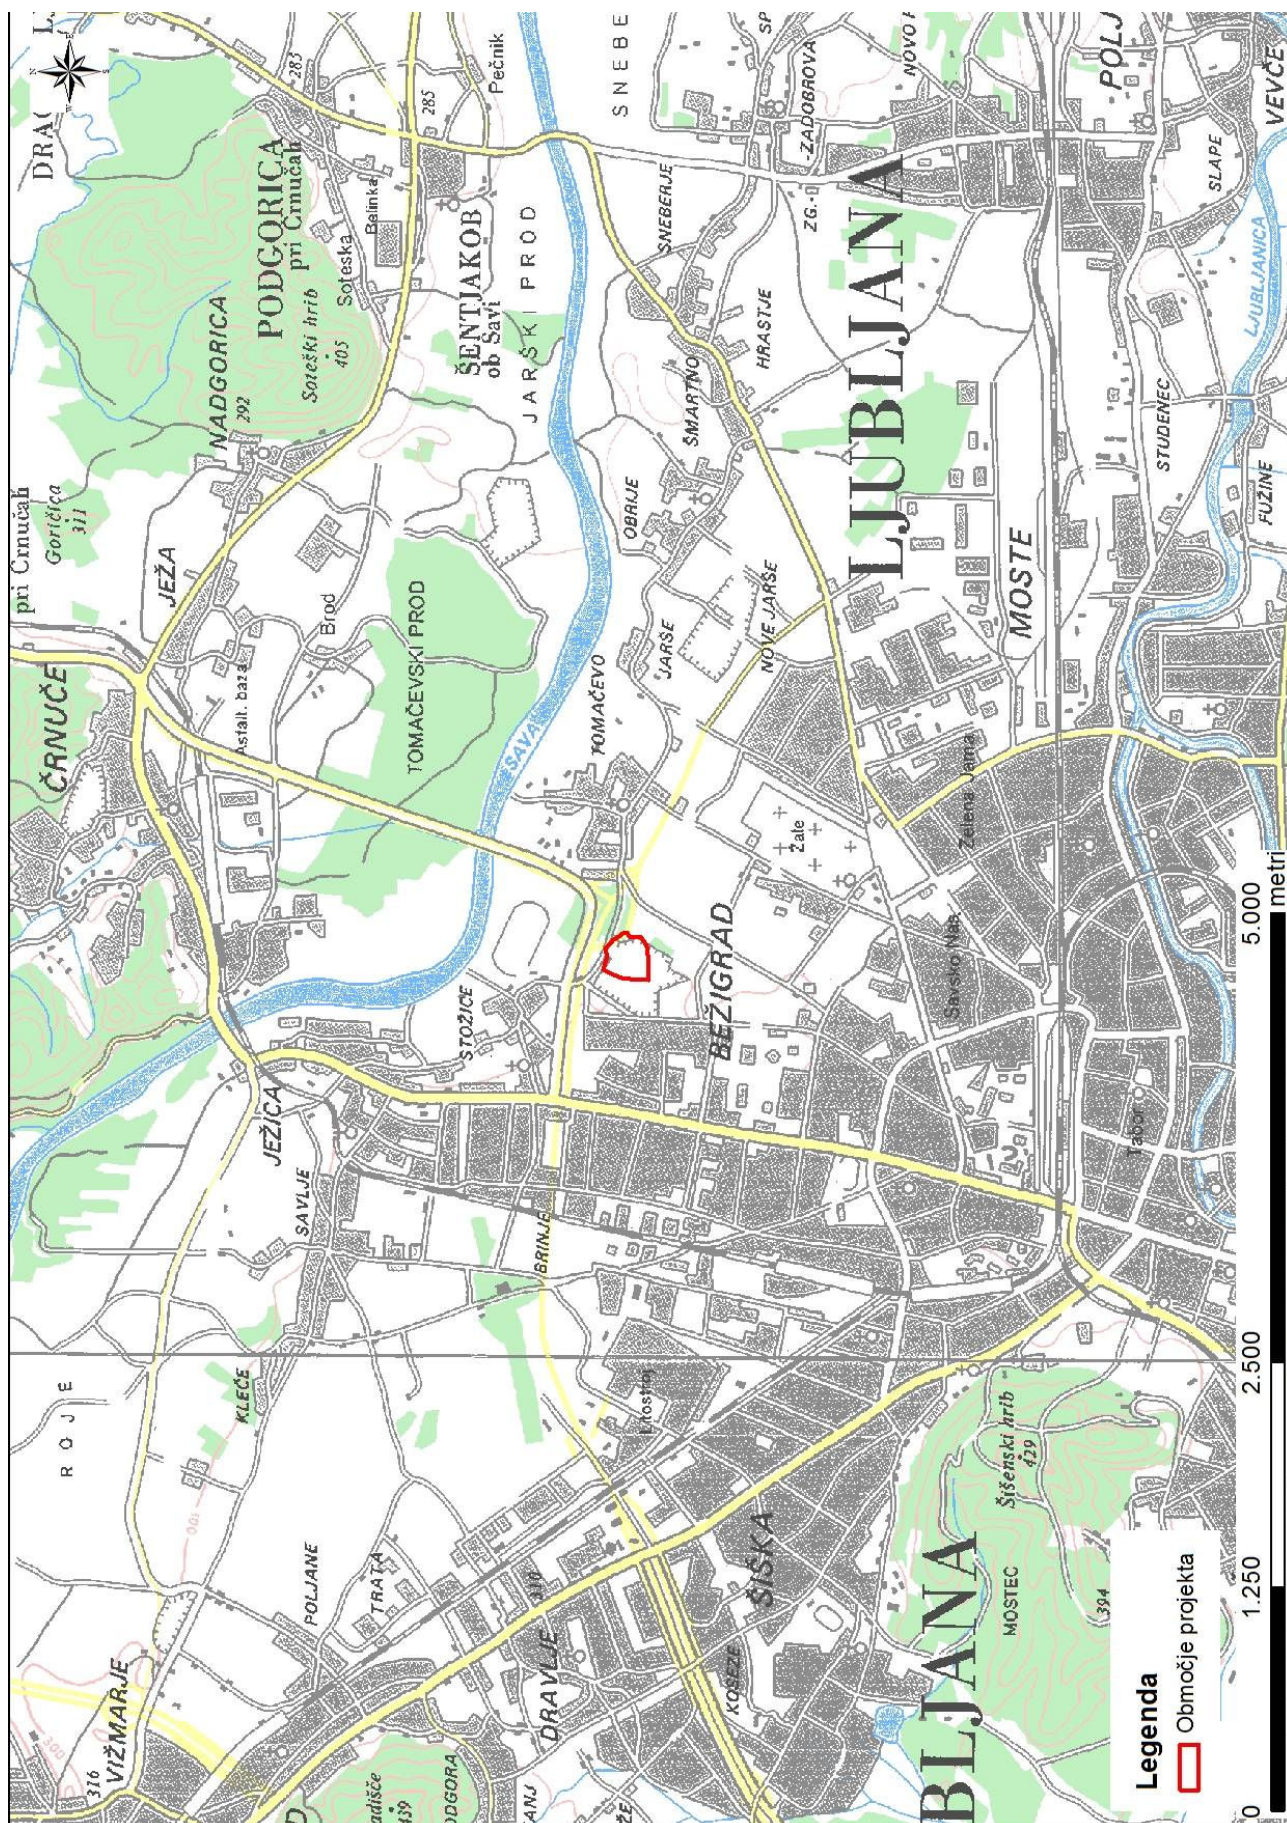 VIŽMARJE
316
300
ROJE
pri Črnučah
DRAG
Goričica
311
ČRNUČE
JEŽA
POLJANE
KLEČE
SAVLJE
JEŽICA
Asfalt. baza
Brod
NADGORICA
292
PODGORICA
pri Črnučah
Soteški hrib
405
Soteska
Belinka
283
285
TRATA
TOMAČEVSKI PROD
ŠENTJAKOB
ob Savi
Pečnik
JARŠKI PROD
439
DRAVLJE
310
BRINJE
STOŽICE
SAVA
TOMAČEVO
OBRIJE
SNEBERJE
Litostroj
JARŠE
ŠMARTNO
KOSEZE
ŠIŠKA
BEŽIGRAD
Žale
NOVE JARŠE
HRASTJE
ZADOBROVA
LJUBLJANA
Savsko Nas.
Zelena Jama
MOSTE
MOSTEC
Šišenski hrib
429
394
Tabor
STUDENEC
FUŽINE
SLAPE
LJUBLJANICA
VEVČE
Legenda
Območje projekta
0
1.250
2.500
5.000
metri